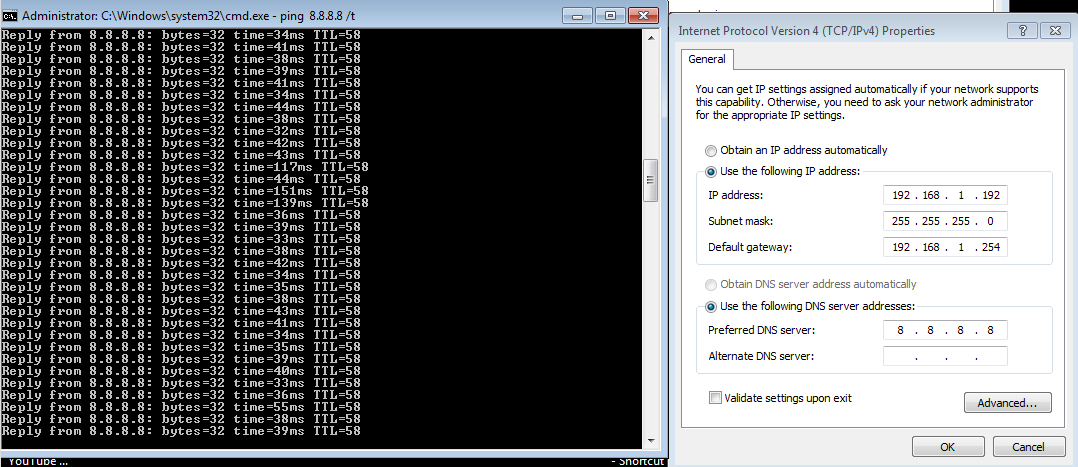 Administrator: C:\Windows\system32\cmd.exe - ping 8.8.8.8 /t
Reply from 8.8.8.8: bytes=32 time=34ms TTL=58
Reply from 8.8.8.8: bytes=32 time=41ms TTL=58
Reply from 8.8.8.8: bytes=32 time=38ms TTL=58
Reply from 8.8.8.8: bytes=32 time=39ms TTL=58
Reply from 8.8.8.8: bytes=32 time=41ms TTL=58
Reply from 8.8.8.8: bytes=32 time=34ms TTL=58
Reply from 8.8.8.8: bytes=32 time=44ms TTL=58
Reply from 8.8.8.8: bytes=32 time=38ms TTL=58
Reply from 8.8.8.8: bytes=32 time=32ms TTL=58
Reply from 8.8.8.8: bytes=32 time=42ms TTL=58
Reply from 8.8.8.8: bytes=32 time=43ms TTL=58
Reply from 8.8.8.8: bytes=32 time=117ms TTL=58
Reply from 8.8.8.8: bytes=32 time=44ms TTL=58
Reply from 8.8.8.8: bytes=32 time=151ms TTL=58
Reply from 8.8.8.8: bytes=32 time=139ms TTL=58
Reply from 8.8.8.8: bytes=32 time=36ms TTL=58
Reply from 8.8.8.8: bytes=32 time=39ms TTL=58
Reply from 8.8.8.8: bytes=32 time=33ms TTL=58
Reply from 8.8.8.8: bytes=32 time=38ms TTL=58
Reply from 8.8.8.8: bytes=32 time=42ms TTL=58
Reply from 8.8.8.8: bytes=32 time=34ms TTL=58
Reply from 8.8.8.8: bytes=32 time=35ms TTL=58
Reply from 8.8.8.8: bytes=32 time=38ms TTL=58
Reply from 8.8.8.8: bytes=32 time=43ms TTL=58
Reply from 8.8.8.8: bytes=32 time=41ms TTL=58
Reply from 8.8.8.8: bytes=32 time=34ms TTL=58
Reply from 8.8.8.8: bytes=32 time=35ms TTL=58
Reply from 8.8.8.8: bytes=32 time=39ms TTL=58
Reply from 8.8.8.8: bytes=32 time=40ms TTL=58
Reply from 8.8.8.8: bytes=32 time=33ms TTL=58
Reply from 8.8.8.8: bytes=32 time=36ms TTL=58
Reply from 8.8.8.8: bytes=32 time=55ms TTL=58
Reply from 8.8.8.8: bytes=32 time=38ms TTL=58
Reply from 8.8.8.8: bytes=32 time=39ms TTL=58
YouTube ...
- Shortcut
Internet Protocol Version 4 (TCP/IPv4) Properties
General
You can get IP settings assigned automatically if your network supports
this capability. Otherwise, you need to ask your network administrator
for the appropriate IP settings.
Obtain an IP address automatically
Use the following IP address:
IP address: 192 . 168 . 1 . 192
Subnet mask: 255 . 255 . 255 . 0
Default gateway: 192 . 168 . 1 . 254
Obtain DNS server address automatically
Use the following DNS server addresses:
Preferred DNS server: 8 . 8 . 8 . 8
Alternate DNS server: . . .
Validate settings upon exit
Advanced...
OK Cancel